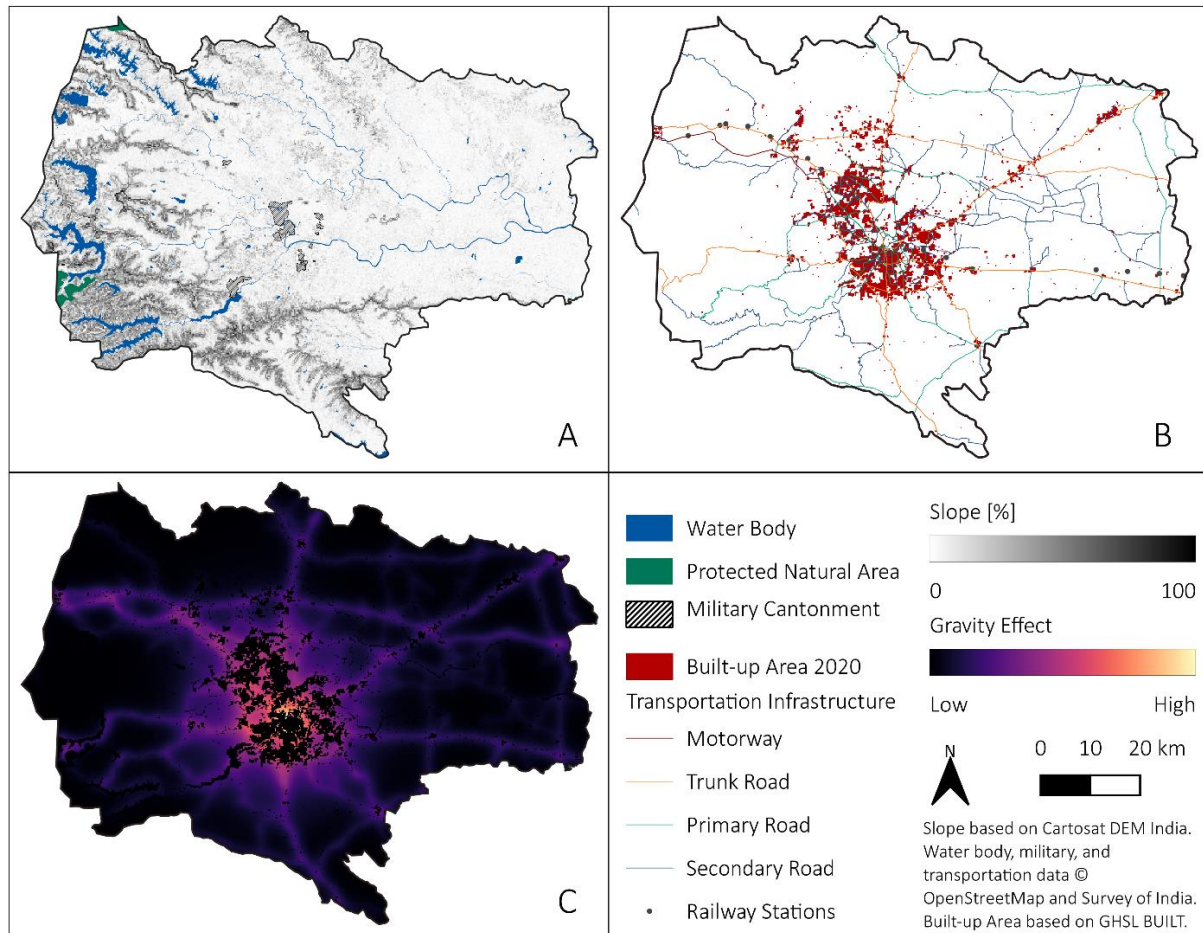 A
B
C
Water Body
Protected Natural Area
Military Cantonment
Built-up Area 2020
Transportation Infrastructure
Motorway
Trunk Road
Primary Road
Secondary Road
Railway Stations
Slope [%]
0 100
Gravity Effect
Low High
N
0 10 20 km
Slope based on Cartosat DEM India.
Water body, military, and
transportation data ©
OpenStreetMap and Survey of India.
Built-up Area based on GHSL BUILT.